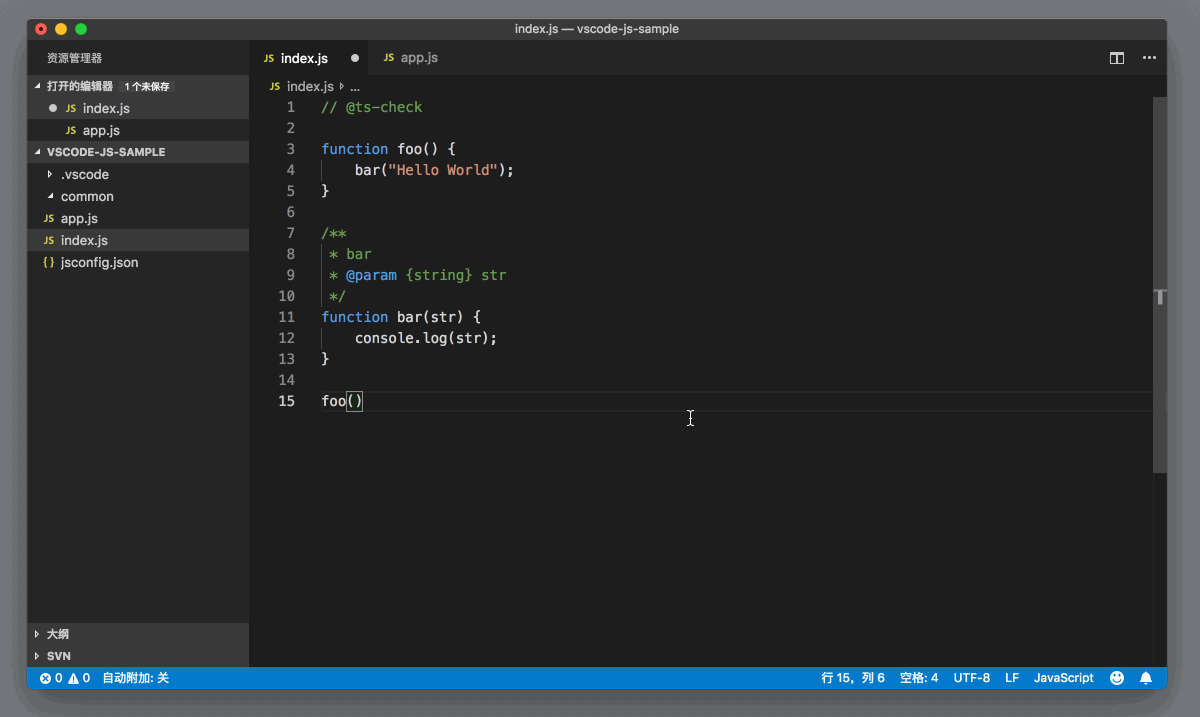 index.js — vscode-js-sample
资源管理器
打开的编辑器 1 个未保存
JS index.js
JS app.js
VSCODE-JS-SAMPLE
.vscode
common
JS app.js
JS index.js
{ } jsconfig.json
大纲
SVN
JS index.js
JS app.js
JS index.js ...
1 // @ts-check
2
3 function foo() {
4     bar("Hello World");
5 }
6
7 /**
8  * bar
9  * @param {string} str
10  */
11 function bar(str) {
12     console.log(str);
13 }
14
15 foo()
0 0 自动附加: 关 行 15，列 6 空格: 4 UTF-8 LF JavaScript